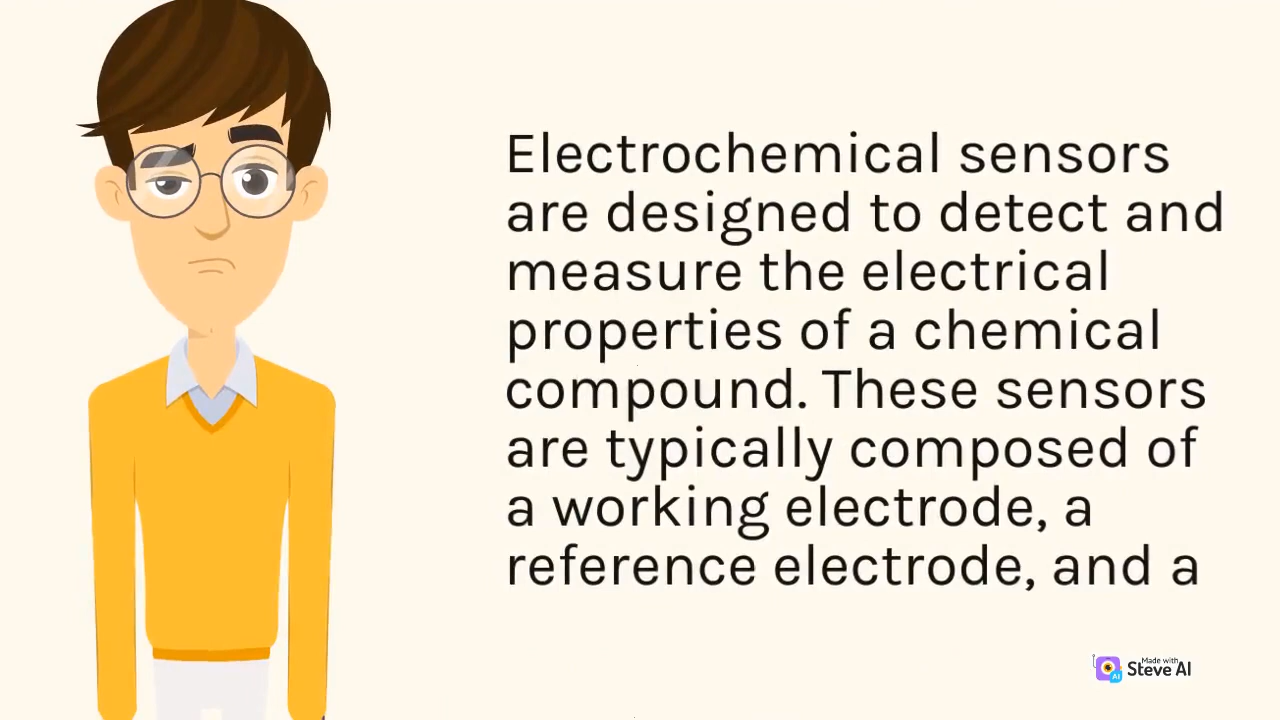 Electrochemical sensors
are designed to detect and
measure the electrical
properties of a chemical
compound. These sensors
are typically composed of
a working electrode, a
reference electrode, and a
Made with
Steve AI
AI